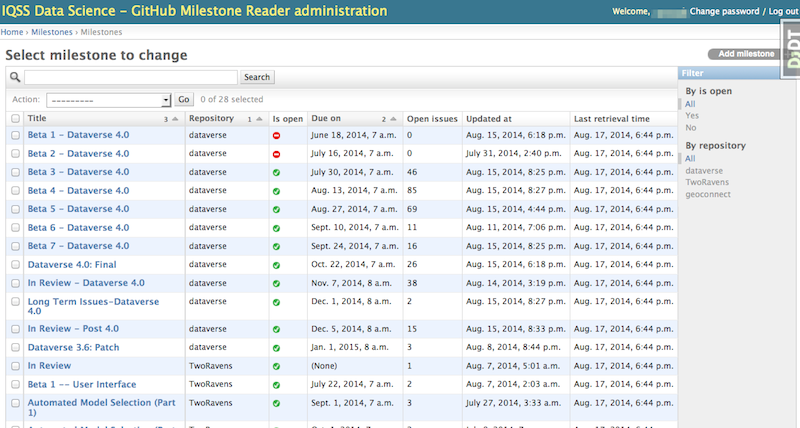 IQSS Data Science - GitHub Milestone Reader administration
Welcome, Change password / Log out
Home › Milestones › Milestones
Select milestone to change
Add milestone
DjDT
Search
Filter
Action: --------- Go 0 of 28 selected
By is open
All
Yes
No
By repository
All
dataverse
TwoRavens
geoconnect
Title 3 Repository 1 Is open Due on 2 Open issues Updated at Last retrieval time
Beta 1 - Dataverse 4.0 dataverse June 18, 2014, 7 a.m. 0 Aug. 15, 2014, 6:18 p.m. Aug. 17, 2014, 6:44 p.m.
Beta 2 - Dataverse 4.0 dataverse July 16, 2014, 7 a.m. 0 July 31, 2014, 2:40 p.m. Aug. 17, 2014, 6:44 p.m.
Beta 3 - Dataverse 4.0 dataverse July 30, 2014, 7 a.m. 46 Aug. 15, 2014, 8:25 p.m. Aug. 17, 2014, 6:44 p.m.
Beta 4 - Dataverse 4.0 dataverse Aug. 13, 2014, 7 a.m. 85 Aug. 15, 2014, 8:27 p.m. Aug. 17, 2014, 6:44 p.m.
Beta 5 - Dataverse 4.0 dataverse Aug. 27, 2014, 7 a.m. 69 Aug. 15, 2014, 4:44 p.m. Aug. 17, 2014, 6:44 p.m.
Beta 6 - Dataverse 4.0 dataverse Sept. 10, 2014, 7 a.m. 11 Aug. 11, 2014, 7:06 p.m. Aug. 17, 2014, 6:44 p.m.
Beta 7 - Dataverse 4.0 dataverse Sept. 24, 2014, 7 a.m. 16 Aug. 15, 2014, 8:25 p.m. Aug. 17, 2014, 6:44 p.m.
Dataverse 4.0: Final dataverse Oct. 22, 2014, 7 a.m. 26 Aug. 15, 2014, 6:18 p.m. Aug. 17, 2014, 6:44 p.m.
In Review - Dataverse 4.0 dataverse Nov. 7, 2014, 8 a.m. 38 Aug. 14, 2014, 3:19 p.m. Aug. 17, 2014, 6:44 p.m.
Long Term Issues-Dataverse dataverse Dec. 1, 2014, 8 a.m. 2 Aug. 15, 2014, 8:27 p.m. Aug. 17, 2014, 6:44 p.m.
4.0
In Review - Post 4.0 dataverse Dec. 5, 2014, 8 a.m. 15 Aug. 15, 2014, 8:33 p.m. Aug. 17, 2014, 6:44 p.m.
Dataverse 3.6: Patch dataverse Jan. 1, 2015, 8 a.m. 3 Aug. 8, 2014, 8:44 p.m. Aug. 17, 2014, 6:44 p.m.
In Review TwoRavens (None) 1 Aug. 7, 2014, 5:01 a.m. Aug. 17, 2014, 6:44 p.m.
Beta 1 -- User Interface TwoRavens July 22, 2014, 7 a.m. 2 Aug. 7, 2014, 2:03 a.m. Aug. 17, 2014, 6:44 p.m.
Automated Model Selection (Part TwoRavens Sept. 1, 2014, 7 a.m. 3 July 27, 2014, 3:33 a.m. Aug. 17, 2014, 6:44 p.m.
1)